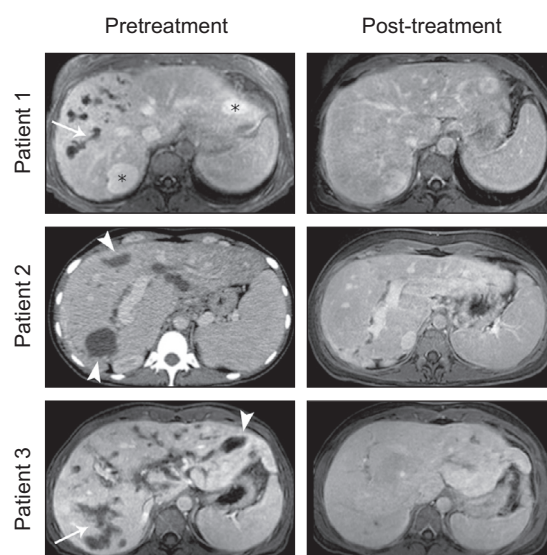 Pretreatment
Post-treatment
Patient 1
*
*
Patient 2
Patient 3